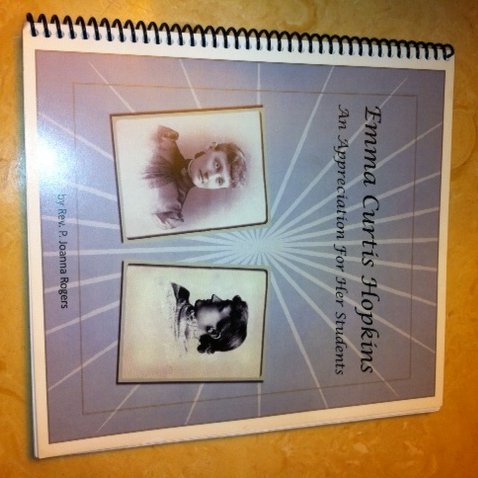 Emma Curtis Hopkins
An Appreciation For Her Students
by Rev. P. Joanna Rogers